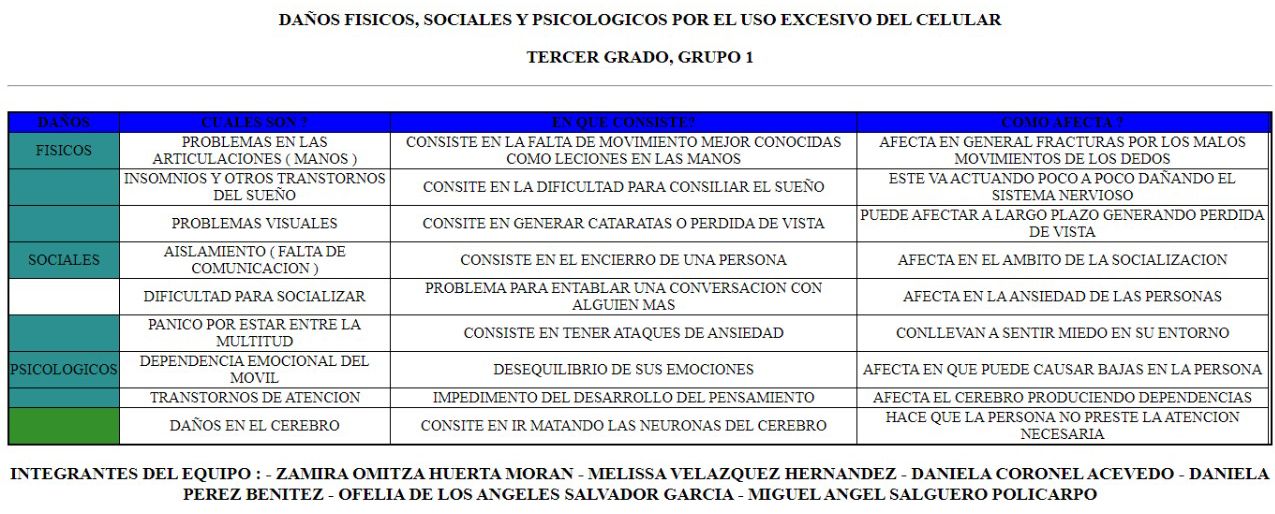 DAÑOS FISICOS, SOCIALES Y PSICOLOGICOS POR EL USO EXCESIVO DEL CELULAR
TERCER GRADO, GRUPO 1
DAÑOS CUALES SON ? EN QUE CONSISTE? COMO AFECTA ?
FISICOS
PROBLEMAS EN LAS
ARTICULACIONES ( MANOS )
CONSISTE EN LA FALTA DE MOVIMIENTO MEJOR CONOCIDAS
COMO LECIONES EN LAS MANOS
AFECTA EN GENERAL FRACTURAS POR LOS MALOS
MOVIMIENTOS DE LOS DEDOS
INSOMNIOS Y OTROS TRANSTORNOS
DEL SUEÑO
CONSITE EN LA DIFICULTAD PARA CONSILIAR EL SUEÑO
ESTE VA ACTUANDO POCO A POCO DAÑANDO EL
SISTEMA NERVIOSO
PROBLEMAS VISUALES
CONSITE EN GENERAR CATARATAS O PERDIDA DE VISTA
PUEDE AFECTAR A LARGO PLAZO GENERANDO PERDIDA
DE VISTA
SOCIALES
AISLAMIENTO ( FALTA DE
COMUNICACION )
CONSISTE EN EL ENCIERRO DE UNA PERSONA
AFECTA EN EL AMBITO DE LA SOCIALIZACION
DIFICULTAD PARA SOCIALIZAR
PROBLEMA PARA ENTABLAR UNA CONVERSACION CON
ALGUIEN MAS
AFECTA EN LA ANSIEDAD DE LAS PERSONAS
PANICO POR ESTAR ENTRE LA
MULTITUD
CONSISTE EN TENER ATAQUES DE ANSIEDAD
CONLLEVAN A SENTIR MIEDO EN SU ENTORNO
PSICOLOGICOS
DEPENDENCIA EMOCIONAL DEL
MOVIL
DESEQUILIBRIO DE SUS EMOCIONES
AFECTA EN QUE PUEDE CAUSAR BAJAS EN LA PERSONA
TRANSTORNOS DE ATENCION
IMPEDIMENTO DEL DESARROLLO DEL PENSAMIENTO
AFECTA EL CEREBRO PRODUCIENDO DEPENDENCIAS
DAÑOS EN EL CEREBRO
CONSITE EN IR MATANDO LAS NEURONAS DEL CEREBRO
HACE QUE LA PERSONA NO PRESTE LA ATENCION
NECESARIA
INTEGRANTES DEL EQUIPO : - ZAMIRA OMITZA HUERTA MORAN - MELISSA VELAZQUEZ HERNANDEZ - DANIELA CORONEL ACEVEDO - DANIELA
PEREZ BENITEZ - OFELIA DE LOS ANGELES SALVADOR GARCIA - MIGUEL ANGEL SALGUERO POLICARPO